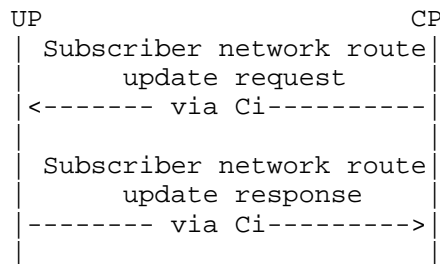 UP CP
| Subscriber network route|
| update request |
|<------- via Ci----------|
| |
| Subscriber network route|
| update response |
|-------- via Ci--------->|
| |